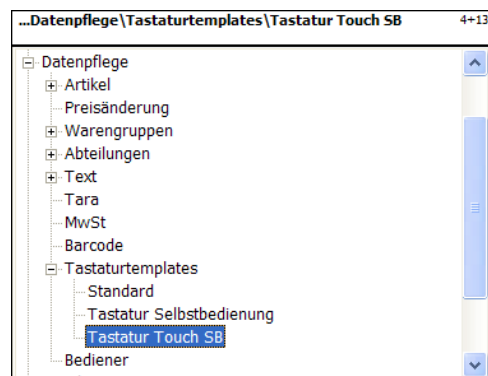 ...Datenpflege\Tastaturtemplates\Tastatur Touch SB 4+13
Datenpflege
Artikel
Preisänderung
Warengruppen
Abteilungen
Text
Tara
MwSt
Barcode
Tastaturtemplates
Standard
Tastatur Selbstbedienung
Tastatur Touch SB
Bediener